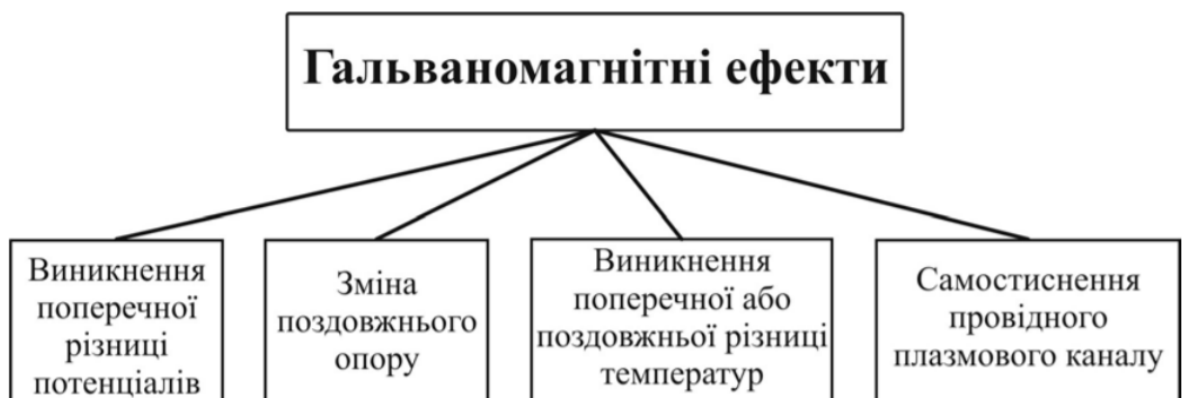 Гальваномагнітні ефекти
Виникнення
поперечної
різниці
потенціалів
Зміна
поздовжнього
опору
Виникнення
поперечної або
поздовжньої різниці
температур
Самостиснення
провідного
плазмового каналу